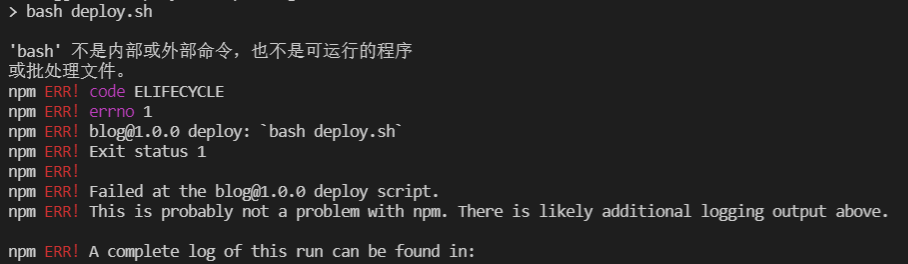 > bash deploy.sh
'bash' 不是内部或外部命令，也不是可运行的程序
或批处理文件。
npm ERR! code ELIFECYCLE
npm ERR! errno 1
npm ERR! blog@1.0.0 deploy: `bash deploy.sh`
npm ERR! Exit status 1
npm ERR!
npm ERR! Failed at the blog@1.0.0 deploy script.
npm ERR! This is probably not a problem with npm. There is likely additional logging output above.
npm ERR! A complete log of this run can be found in: